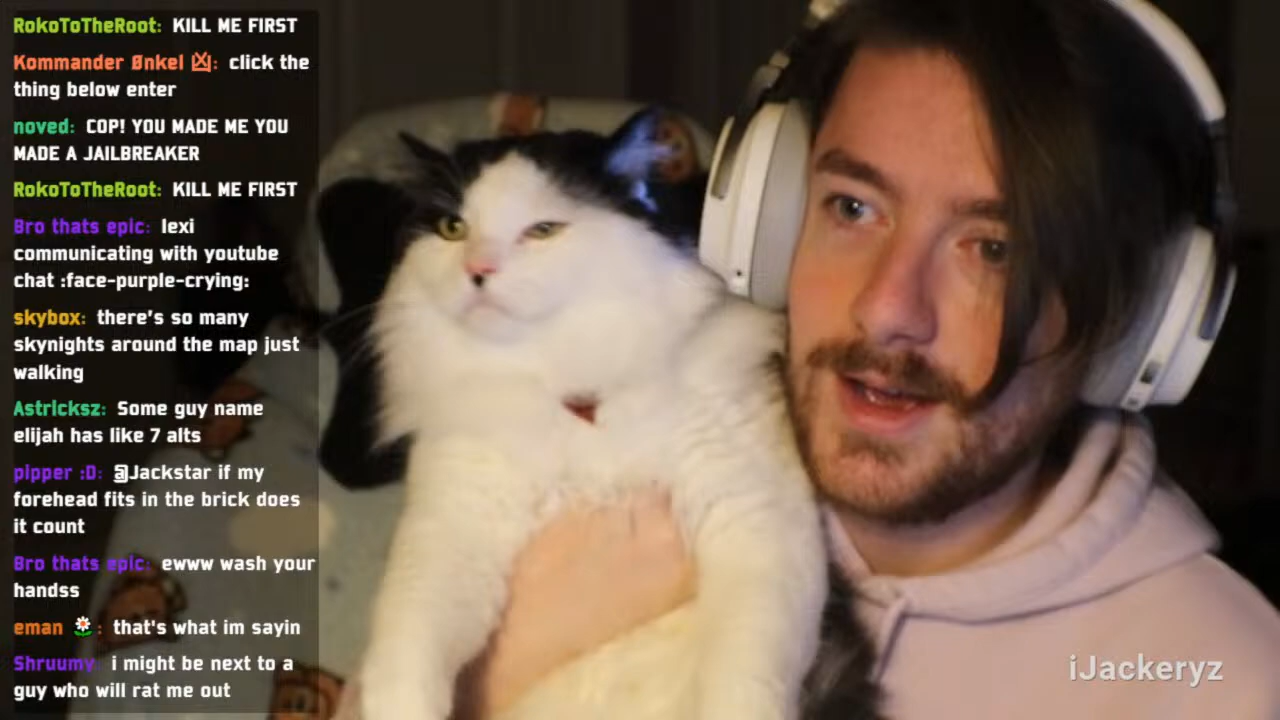 RokoToTheRoot: KILL ME FIRST
Kommander Ønkel 凶: click the
thing below enter
noved: COP! YOU MADE ME YOU
MADE A JAILBREAKER
RokoToTheRoot: KILL ME FIRST
Bro thats epic: lexi
communicating with youtube
chat :face-purple-crying:
skybox: there's so many
skynights around the map just
walking
Astricksz: Some guy name
elijah has like 7 alts
pipper :D: @Jackstar if my
forehead fits in the brick does
it count
Bro thats epic: ewww wash your
handss
eman 🌼: that's what im sayin
Shruumy: i might be next to a
guy who will rat me out
iJackeryz